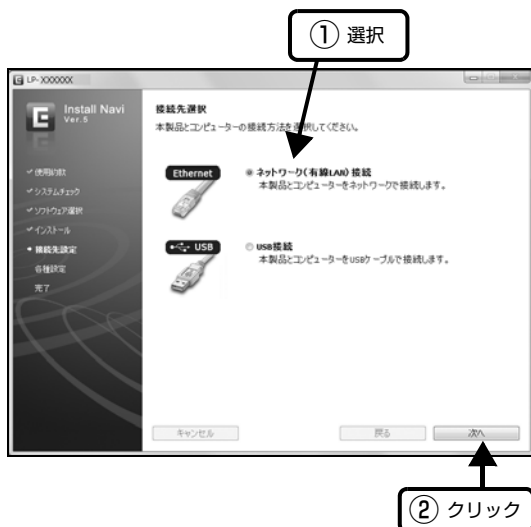 ① 選択
LP-XXXXXX
Install Navi
Ver.5
接続先選択
本製品とコンピューターの接続方法を選択してください。
✓使用約款
✓システムチェック
✓ソフトウェア選択
✓インストール
•接続先設定
各種設定
完了
Ethernet
ネットワーク(有線LAN)接続
本製品とコンピューターをネットワークで接続します。
USB
USB接続
本製品とコンピューターをUSBケーブルで接続します。
キャンセル
戻る
次へ
② クリック